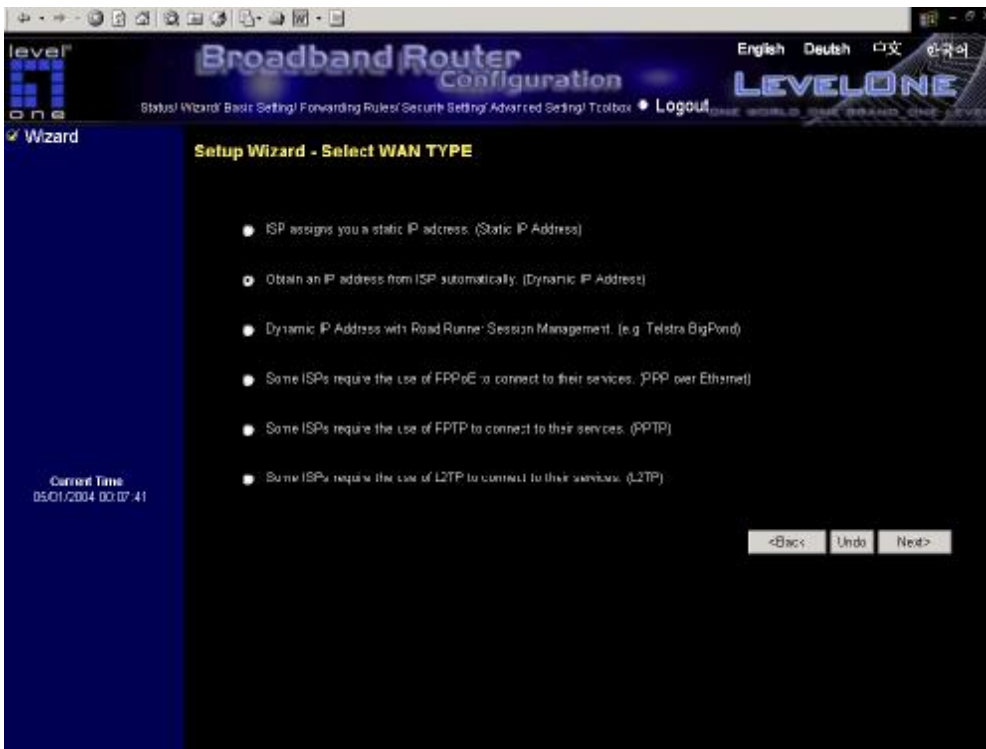 level
one
Broadband Router
Configuration
English Deutsh 中文 한국어
LEVELONE
ONE WORLD_ONE BRAND_ONE LEVEL
Status/ Wizard/ Basic Setting/ Forwarding Rules/ Security Setting/ Advanced Setting/ Toolbox Logout
Wizard
Setup Wizard - Select WAN TYPE
ISP assigns you a static IP address. (Static IP Address)
Obtain an IP address from ISP automatically. (Dynamic IP Address)
Dynamic IP Address with Road Runner Session Management. (e.g. Telstra BigPond)
Some ISPs require the use of PPPoE to connect to their services. (PPP over Ethernet)
Some ISPs require the use of PPTP to connect to their services. (PPTP)
Some ISPs require the use of L2TP to connect to their services. (L2TP)
Current Time
05/01/2004 00:07:41
<Back Undo Next>